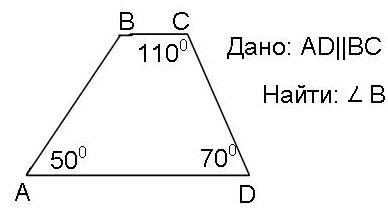 B C
110⁰
Дано: AD||BC
Найти: ∠ B
50⁰ 70⁰
A D